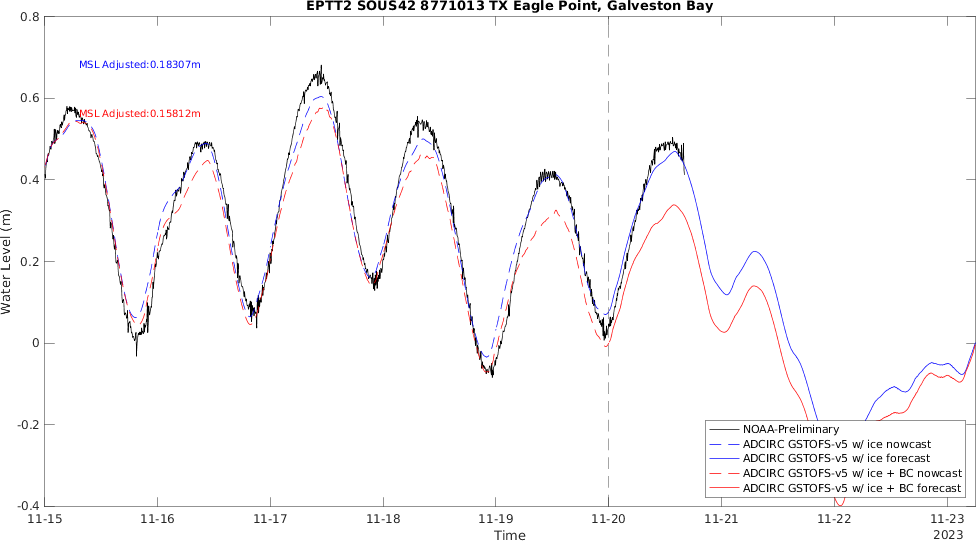 EPTT2 SOUS42 8771013 TX Eagle Point, Galveston Bay
0.8
0.6
0.4
0.2
0
-0.2
-0.4
Water Level (m)
MSL Adjusted:0.18307m
MSL Adjusted:0.15812m
NOAA-Preliminary
ADCIRC GSTOFS-v5 w/ ice nowcast
ADCIRC GSTOFS-v5 w/ ice forecast
ADCIRC GSTOFS-v5 w/ ice + BC nowcast
ADCIRC GSTOFS-v5 w/ ice + BC forecast
11-15 11-16 11-17 11-18 11-19 11-20 11-21 11-22 11-23
Time
2023